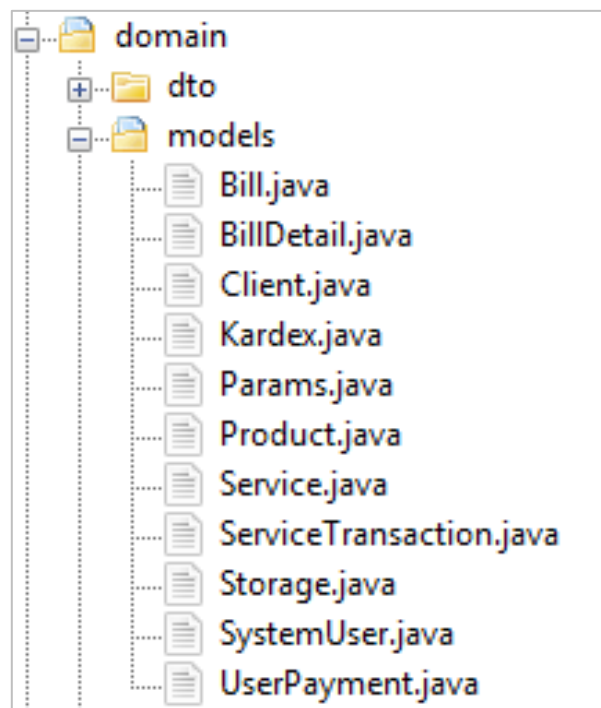 domain
dto
models
Bill.java
BillDetail.java
Client.java
Kardex.java
Params.java
Product.java
Service.java
ServiceTransaction.java
Storage.java
SystemUser.java
UserPayment.java